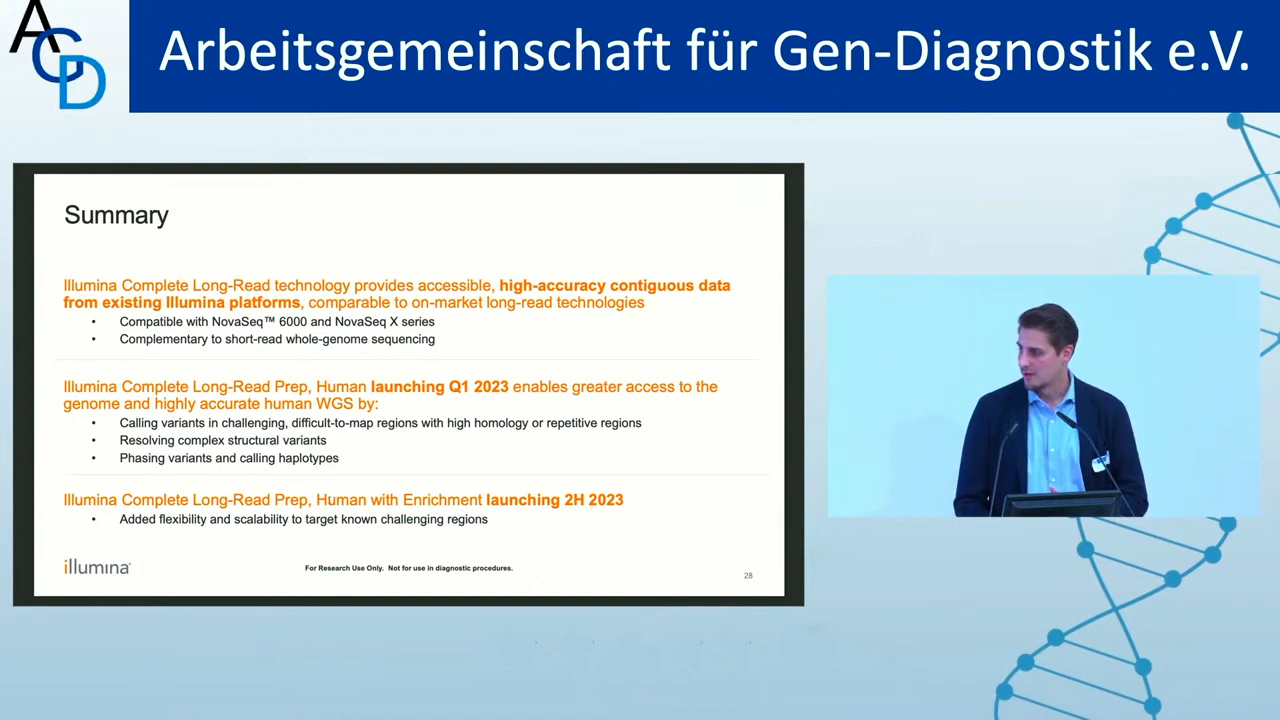 AGD
Arbeitsgemeinschaft für Gen-Diagnostik e.V.
Summary
Illumina Complete Long-Read technology provides accessible, high-accuracy contiguous data
from existing Illumina platforms, comparable to on-market long-read technologies
• Compatible with NovaSeq™ 6000 and NovaSeq X series
• Complementary to short-read whole-genome sequencing
Illumina Complete Long-Read Prep, Human launching Q1 2023 enables greater access to the
genome and highly accurate human WGS by:
• Calling variants in challenging, difficult-to-map regions with high homology or repetitive regions
• Resolving complex structural variants
• Phasing variants and calling haplotypes
Illumina Complete Long-Read Prep, Human with Enrichment launching 2H 2023
• Added flexibility and scalability to target known challenging regions
illumina®
For Research Use Only. Not for use in diagnostic procedures.
28